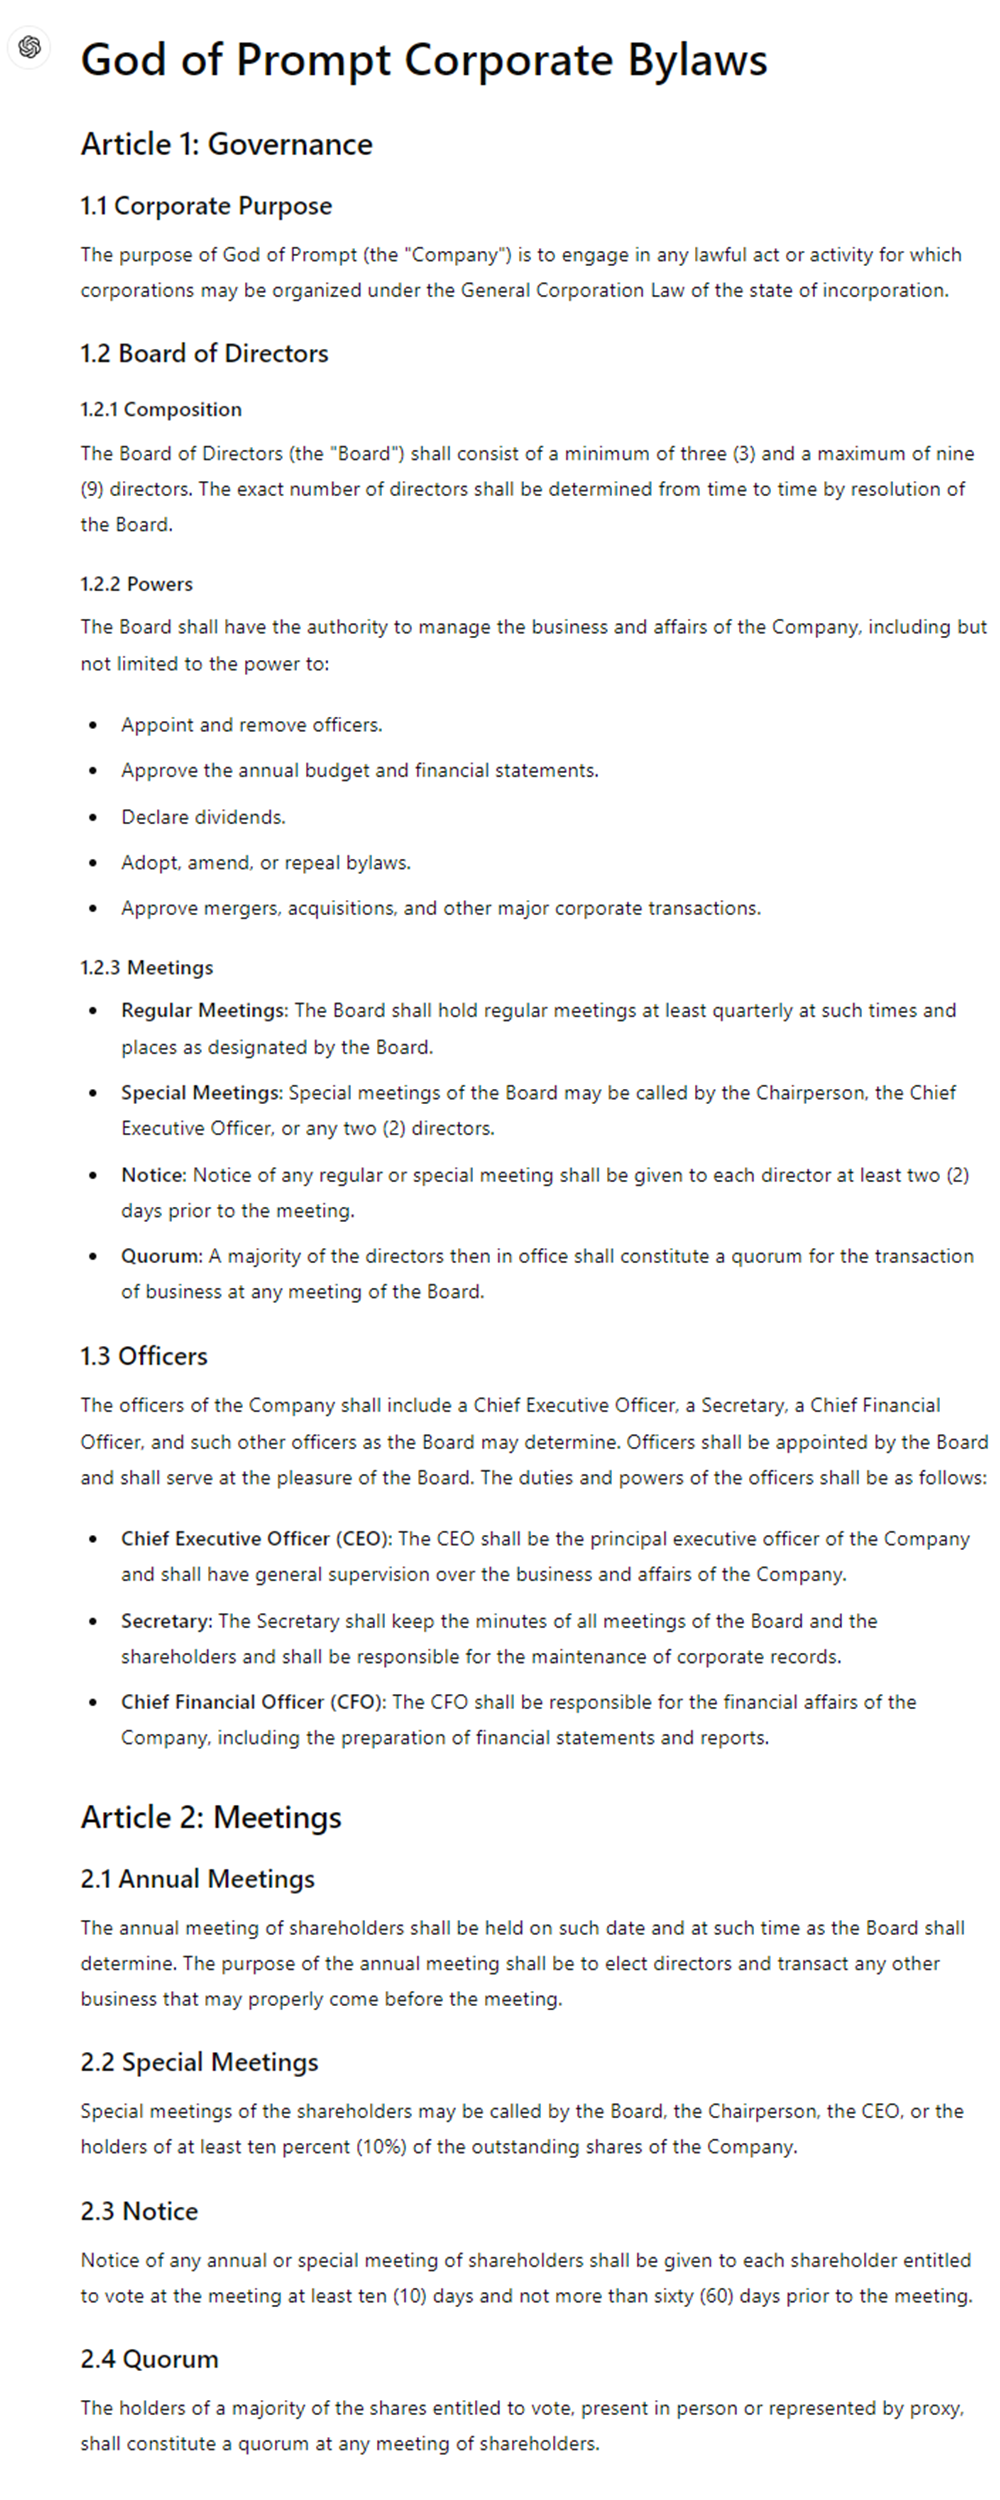 God of Prompt Corporate Bylaws
Article 1: Governance
1.1 Corporate Purpose
The purpose of God of Prompt (the "Company") is to engage in any lawful act or activity for which
corporations may be organized under the General Corporation Law of the state of incorporation.
1.2 Board of Directors
1.2.1 Composition
The Board of Directors (the "Board") shall consist of a minimum of three (3) and a maximum of nine
(9) directors. The exact number of directors shall be determined from time to time by resolution of
the Board.
1.2.2 Powers
The Board shall have the authority to manage the business and affairs of the Company, including but
not limited to the power to:
• Appoint and remove officers.
• Approve the annual budget and financial statements.
• Declare dividends.
• Adopt, amend, or repeal bylaws.
• Approve mergers, acquisitions, and other major corporate transactions.
1.2.3 Meetings
• Regular Meetings: The Board shall hold regular meetings at least quarterly at such times and
places as designated by the Board.
• Special Meetings: Special meetings of the Board may be called by the Chairperson, the Chief
Executive Officer, or any two (2) directors.
• Notice: Notice of any regular or special meeting shall be given to each director at least two (2)
days prior to the meeting.
• Quorum: A majority of the directors then in office shall constitute a quorum for the transaction
of business at any meeting of the Board.
1.3 Officers
The officers of the Company shall include a Chief Executive Officer, a Secretary, a Chief Financial
Officer, and such other officers as the Board may determine. Officers shall be appointed by the Board
and shall serve at the pleasure of the Board. The duties and powers of the officers shall be as follows:
• Chief Executive Officer (CEO): The CEO shall be the principal executive officer of the Company
and shall have general supervision over the business and affairs of the Company.
• Secretary: The Secretary shall keep the minutes of all meetings of the Board and the
shareholders and shall be responsible for the maintenance of corporate records.
• Chief Financial Officer (CFO): The CFO shall be responsible for the financial affairs of the
Company, including the preparation of financial statements and reports.
Article 2: Meetings
2.1 Annual Meetings
The annual meeting of shareholders shall be held on such date and at such time as the Board shall
determine. The purpose of the annual meeting shall be to elect directors and transact any other
business that may properly come before the meeting.
2.2 Special Meetings
Special meetings of the shareholders may be called by the Board, the Chairperson, the CEO, or the
holders of at least ten percent (10%) of the outstanding shares of the Company.
2.3 Notice
Notice of any annual or special meeting of shareholders shall be given to each shareholder entitled
to vote at the meeting at least ten (10) days and not more than sixty (60) days prior to the meeting.
2.4 Quorum
The holders of a majority of the shares entitled to vote, present in person or represented by proxy,
shall constitute a quorum at any meeting of shareholders.